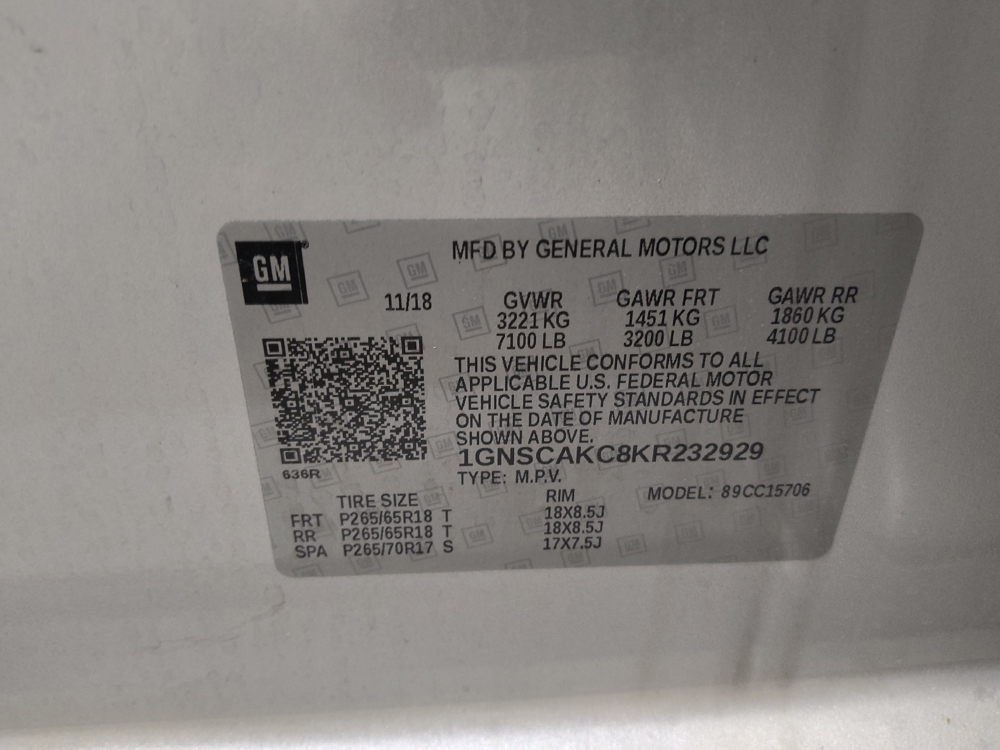 GM
MFD BY GENERAL MOTORS LLC
11/18 GVWR GAWR FRT GAWR RR
3221 KG 1451 KG 1860 KG
7100 LB 3200 LB 4100 LB
THIS VEHICLE CONFORMS TO ALL
APPLICABLE U.S. FEDERAL MOTOR
VEHICLE SAFETY STANDARDS IN EFFECT
ON THE DATE OF MANUFACTURE
SHOWN ABOVE.
1GNSCAKC8KR232929
636R
TYPE: M.P.V.
TIRE SIZE RIM MODEL: 89CC15706
FRT P265/65R18 T 18X8.5J
RR P265/65R18 T 18X8.5J
SPA P265/70R17 S 17X7.5J